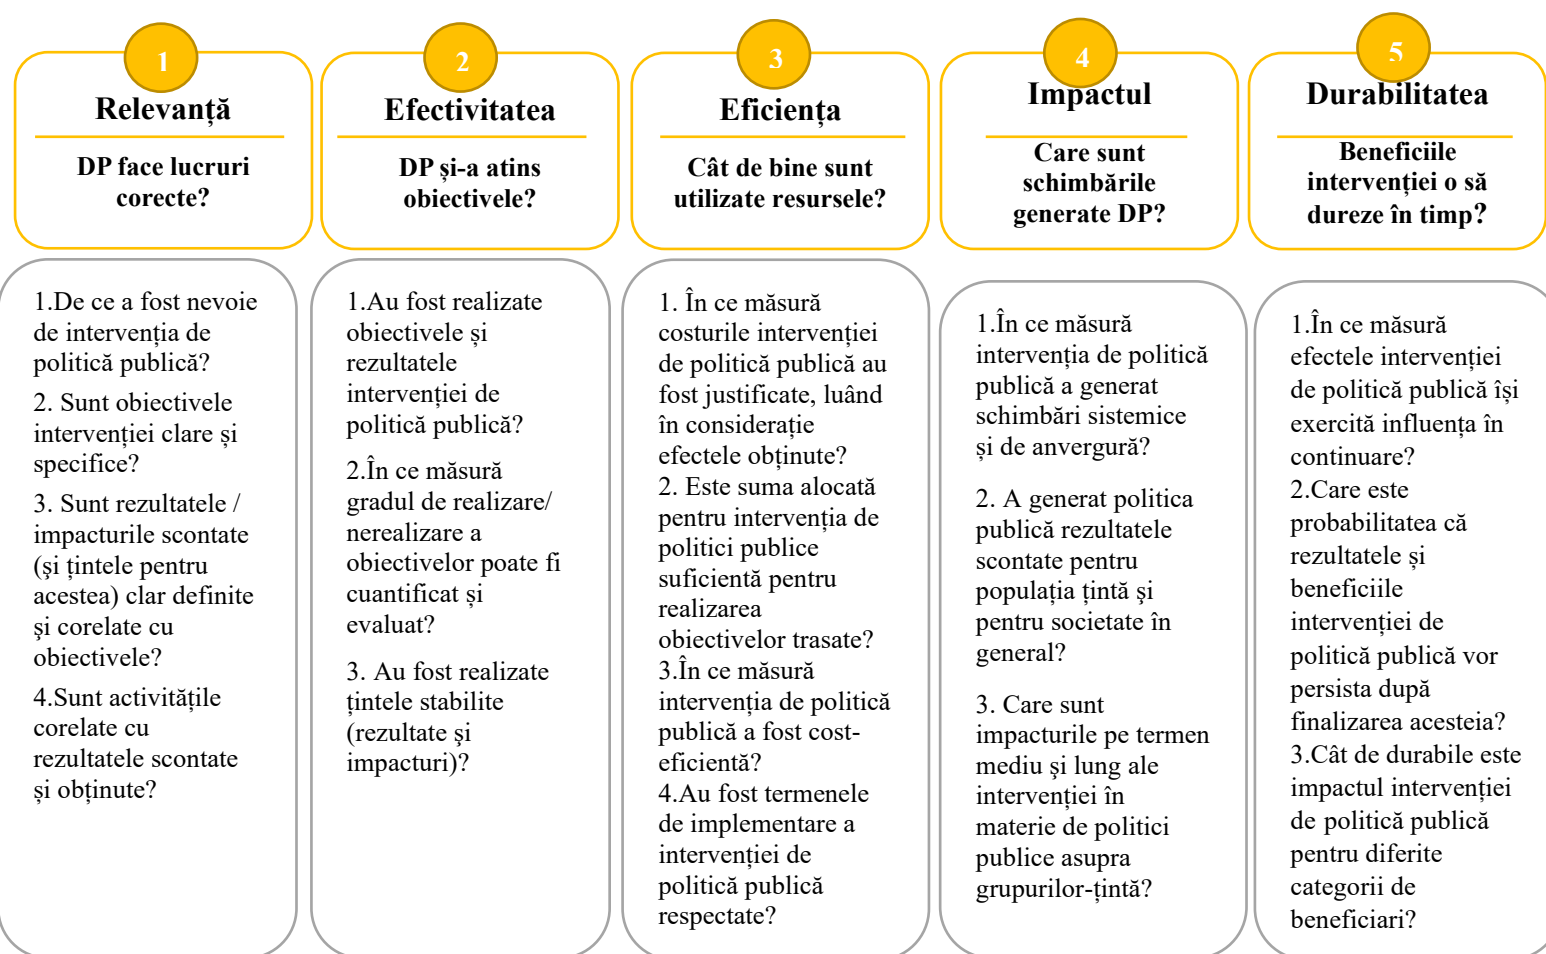 1
Relevanță
DP face lucruri
corecte?
1.De ce a fost nevoie
de intervenția de
politică publică?
2. Sunt obiectivele
intervenției clare și
specifice?
3. Sunt rezultatele /
impacturile scontate
(şi țintele pentru
acestea) clar definite
şi corelate cu
obiectivele?
4.Sunt activitățile
corelate cu
rezultatele scontate
și obținute?
2
Efectivitatea
DP și-a atins
obiectivele?
1.Au fost realizate
obiectivele și
rezultatele
intervenției de
politică publică?
2.În ce măsură
gradul de realizare/
nerealizare a
obiectivelor poate fi
cuantificat și
evaluat?
3. Au fost realizate
țintele stabilite
(rezultate şi
impacturi)?
3
Eficiența
Cât de bine sunt
utilizate resursele?
1. În ce măsură
costurile intervenției
de politică publică au
fost justificate, luând
în considerație
efectele obținute?
2. Este suma alocată
pentru intervenția de
politici publice
suficientă pentru
realizarea
obiectivelor trasate?
3.În ce măsură
intervenția de politică
publică a fost cost-
eficientă?
4.Au fost termenele
de implementare a
intervenției de
politică publică
respectate?
4
Impactul
Care sunt
schimbările
generate DP?
1.În ce măsură
intervenția de politică
publică a generat
schimbări sistemice
și de anvergură?
2. A generat politica
publică rezultatele
scontate pentru
populația țintă şi
pentru societate în
general?
3. Care sunt
impacturile pe termen
mediu şi lung ale
intervenției în
materie de politici
publice asupra
grupurilor-țintă?
5
Durabilitatea
Beneficiile
intervenției o să
dureze în timp?
1.În ce măsură
efectele intervenției
de politică publică își
exercită influența în
continuare?
2.Care este
probabilitatea că
rezultatele și
beneficiile
intervenției de
politică publică vor
persista după
finalizarea acesteia?
3.Cât de durabile este
impactul intervenției
de politică publică
pentru diferite
categorii de
beneficiari?